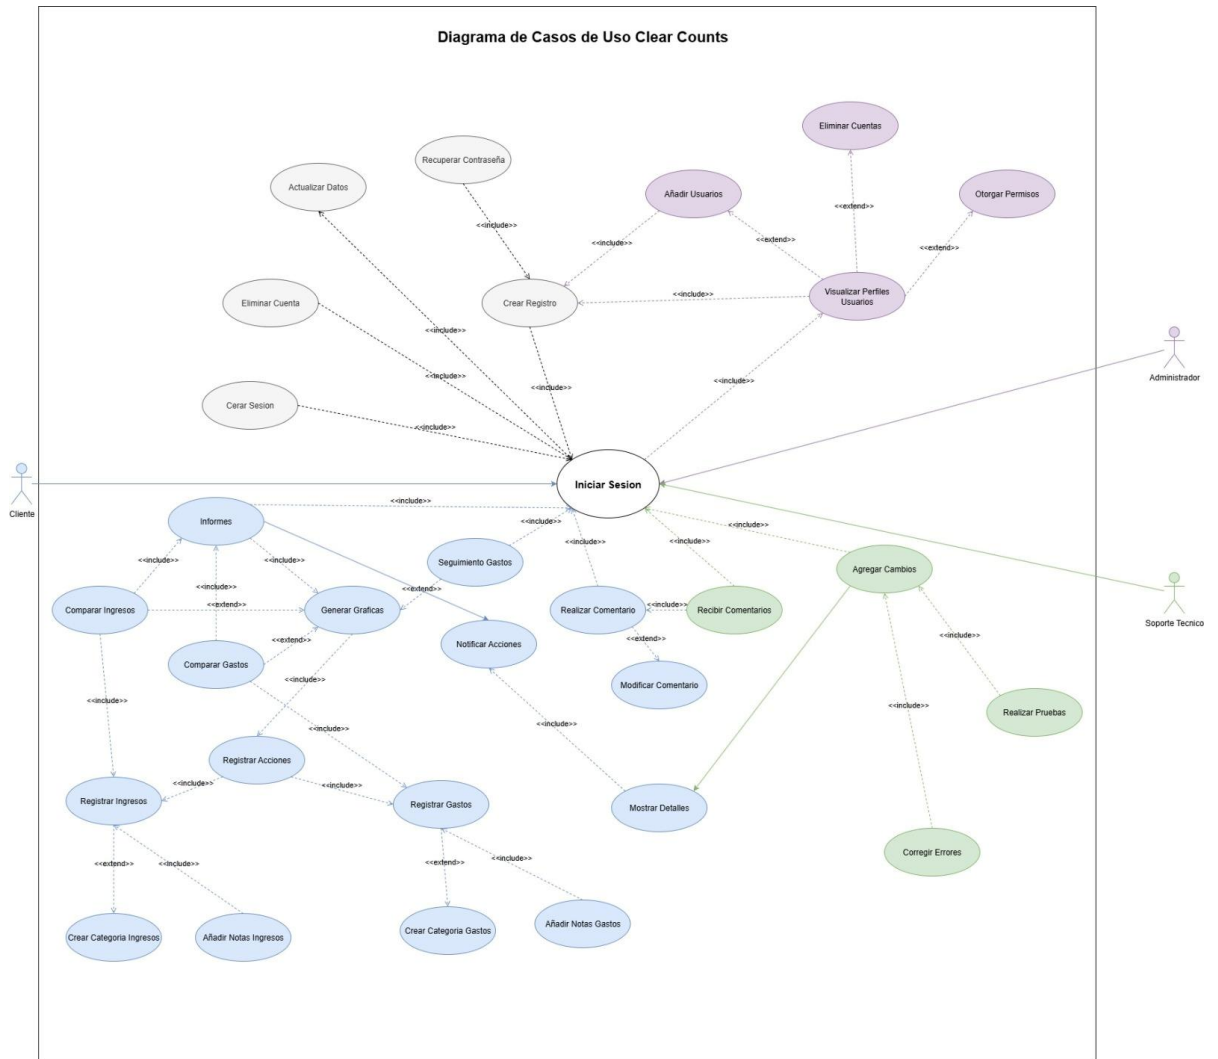 Diagrama de Casos de Uso Clear Counts
Eliminar Cuentas
Recuperar Contraseña
Actualizar Datos
Añadir Usuarios
Otorgar Permisos
<<extend>>
<<include>>
<<include>>
<<extend>>
<<extend>>
Visualizar Perfiles
Usuarios
Eliminar Cuenta
Crear Registro
<<include>>
<<include>>
<<include>>
<<include>>
<<include>>
Administrador
Cerar Sesion
<<include>>
Iniciar Sesion
Cliente
<<include>>
<<include>>
Informes
<<include>>
<<include>>
<<include>>
<<include>>
<<include>>
Seguimiento Gastos
Agregar Cambios
<<include>>
<<extend>>
Comparar Ingresos
<<extend>>
Generar Graficas
Realizar Comentario
<<include>>
Recibir Comentarios
Soporte Tecnico
<<extend>>
<<extend>>
<<include>>
Notificar Acciones
Comparar Gastos
<<include>>
Modificar Comentario
<<include>>
<<include>>
<<include>>
Realizar Pruebas
Registrar Acciones
<<include>>
<<include>>
<<include>>
Registrar Ingresos
Registrar Gastos
Mostrar Detalles
Corregir Errores
<<extend>>
<<include>>
<<extend>>
<<include>>
Crear Categoria Ingresos
Añadir Notas Ingresos
Crear Categoria Gastos
Añadir Notas Gastos